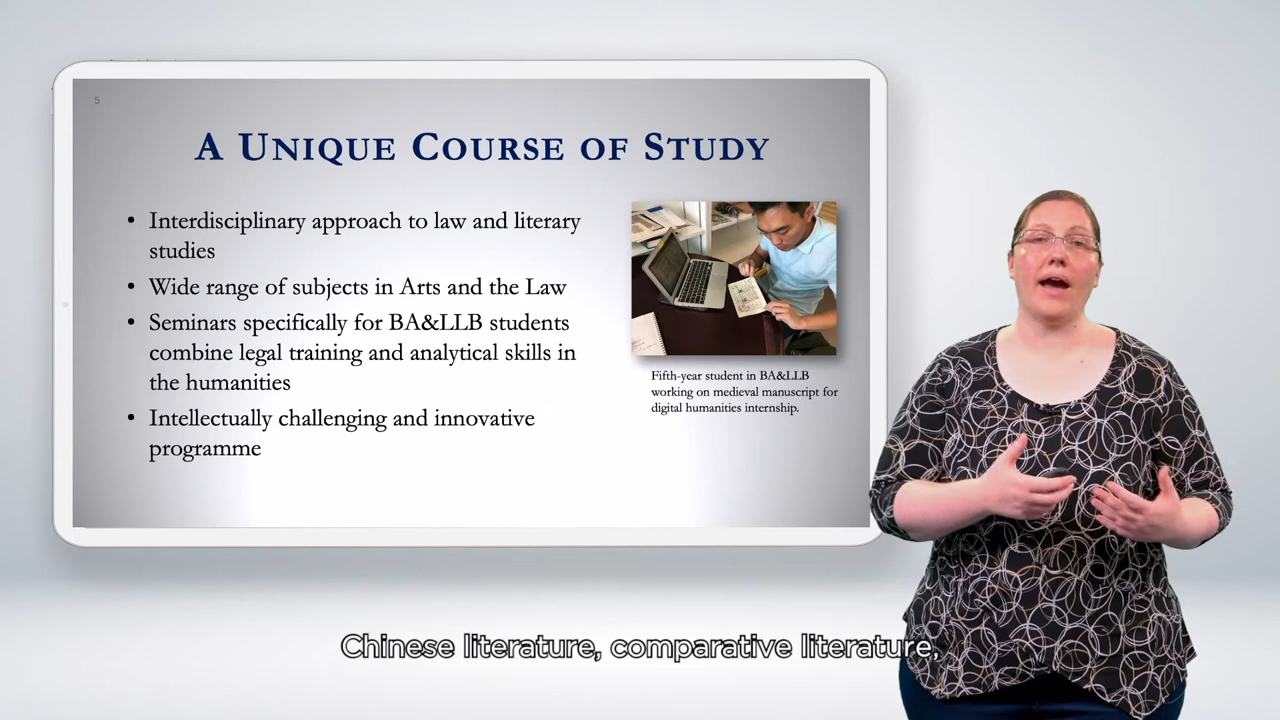 5
A Unique Course of Study
• Interdisciplinary approach to law and literary
studies
• Wide range of subjects in Arts and the Law
• Seminars specifically for BA&LLB students
combine legal training and analytical skills in
the humanities
• Intellectually challenging and innovative
programme
Fifth-year student in BA&LLB
working on medieval manuscript for
digital humanities internship.
Chinese literature, comparative literature,